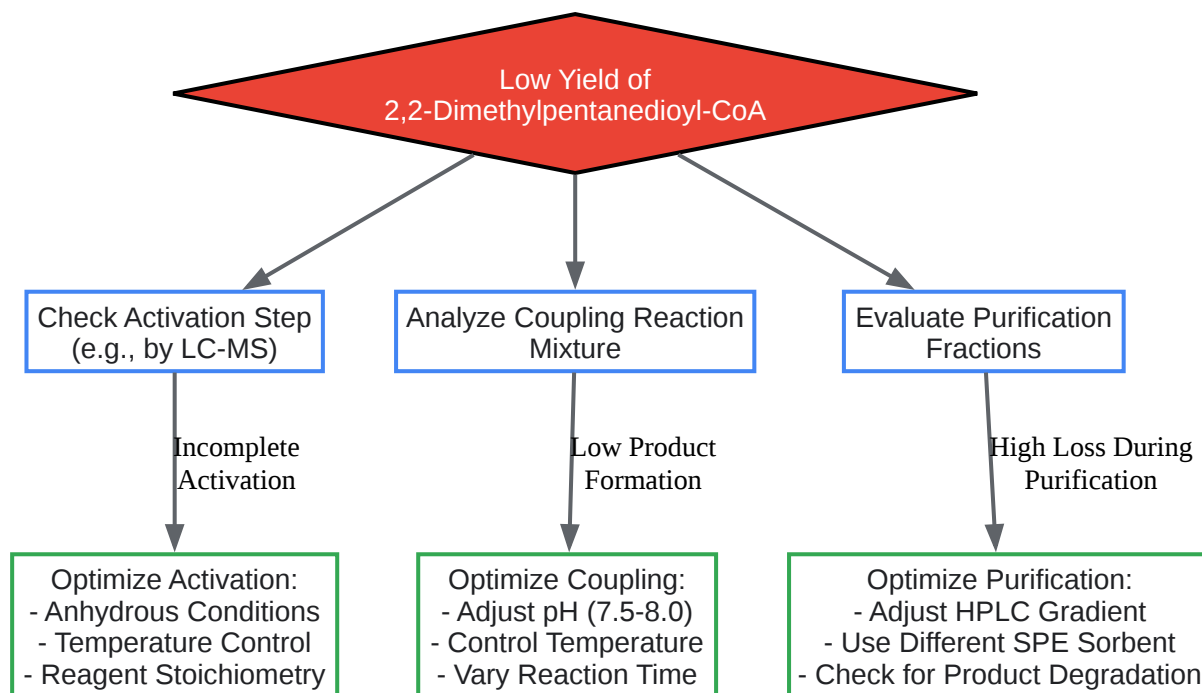 Low Yield of
2,2-Dimethylpentanedioyl-CoA
Check Activation Step
(e.g., by LC-MS)
Analyze Coupling Reaction
Mixture
Evaluate Purification
Fractions
Incomplete
Activation
Low Product
Formation
High Loss During
Purification
Optimize Activation:
- Anhydrous Conditions
- Temperature Control
- Reagent Stoichiometry
Optimize Coupling:
- Adjust pH (7.5-8.0)
- Control Temperature
- Vary Reaction Time
Optimize Purification:
- Adjust HPLC Gradient
- Use Different SPE Sorbent
- Check for Product Degradation